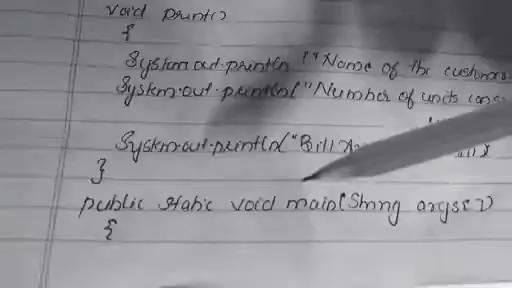 void print()
{
System.out.println ("Name of the customer
System.out.println("Number of units cons
System.out.println("Bill
}
public static void main(String args[])
{